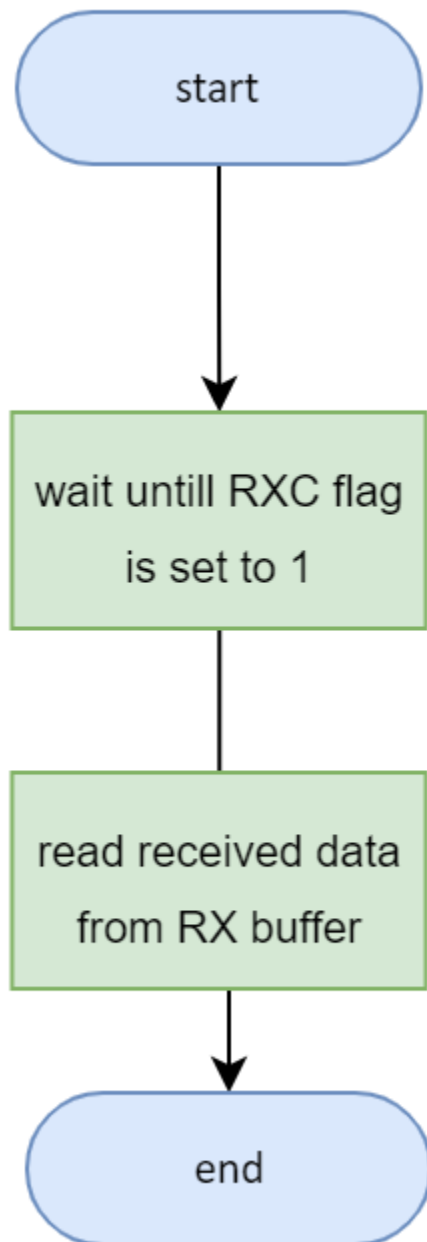 start
wait untill RXC flag
is set to 1
read received data
from RX buffer
end